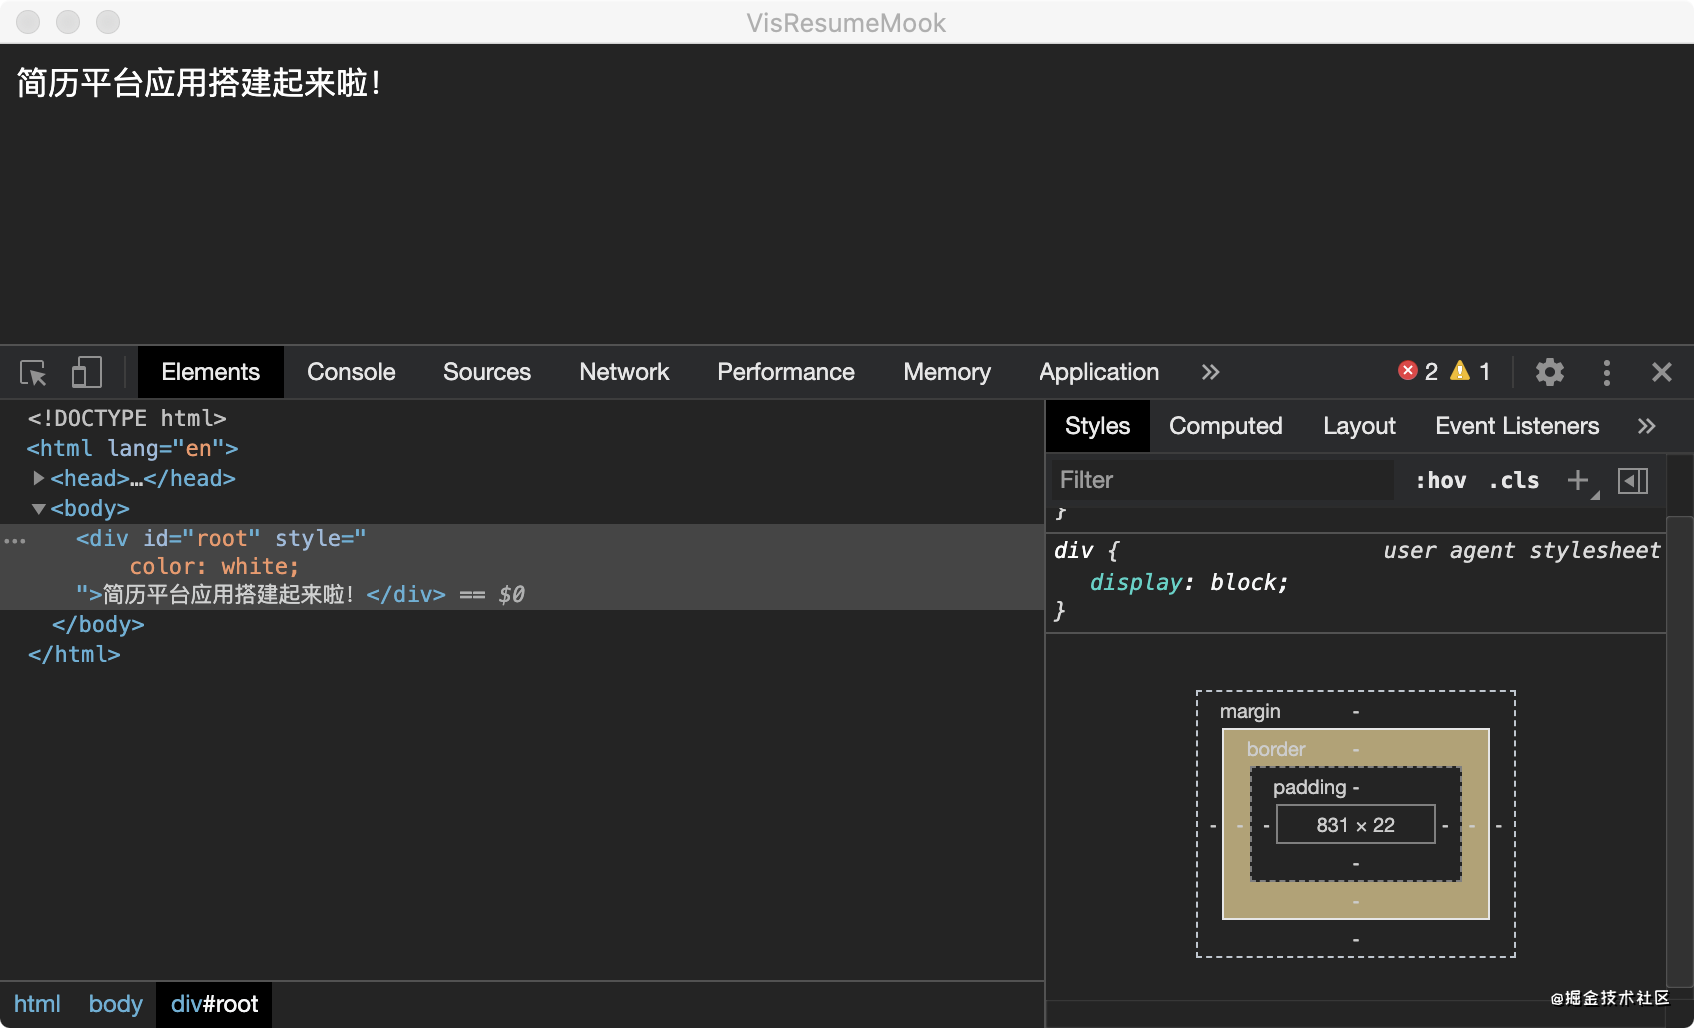 VisResumeMook
简历平台应用搭建起来啦！
Elements Console Sources Network Performance Memory Application » 2 1
<!DOCTYPE html>
<html lang="en">
<head>…</head>
<body>
<div id="root" style="
color: white;
">简历平台应用搭建起来啦！</div> == $0
</body>
</html>
html body div#root
Styles Computed Layout Event Listeners »
Filter :hov .cls +
}
div { user agent stylesheet
display: block;
}
margin -
border -
padding -
- - - 831 × 22 - - -
-
-
-
@掘金技术社区